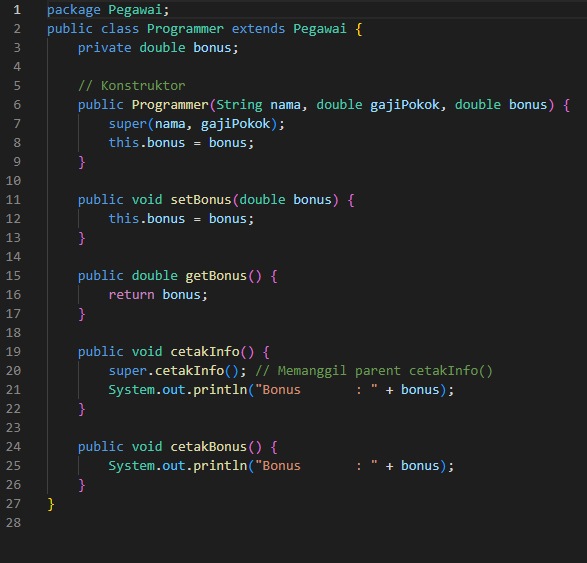 1 package Pegawai;
2 public class Programmer extends Pegawai {
3     private double bonus;
4
5     // Konstruktor
6     public Programmer(String nama, double gajiPokok, double bonus) {
7         super(nama, gajiPokok);
8         this.bonus = bonus;
9     }
10
11     public void setBonus(double bonus) {
12         this.bonus = bonus;
13     }
14
15     public double getBonus() {
16         return bonus;
17     }
18
19     public void cetakInfo() {
20         super.cetakInfo(); // Memanggil parent cetakInfo()
21         System.out.println("Bonus       : " + bonus);
22     }
23
24     public void cetakBonus() {
25         System.out.println("Bonus       : " + bonus);
26     }
27 }
28